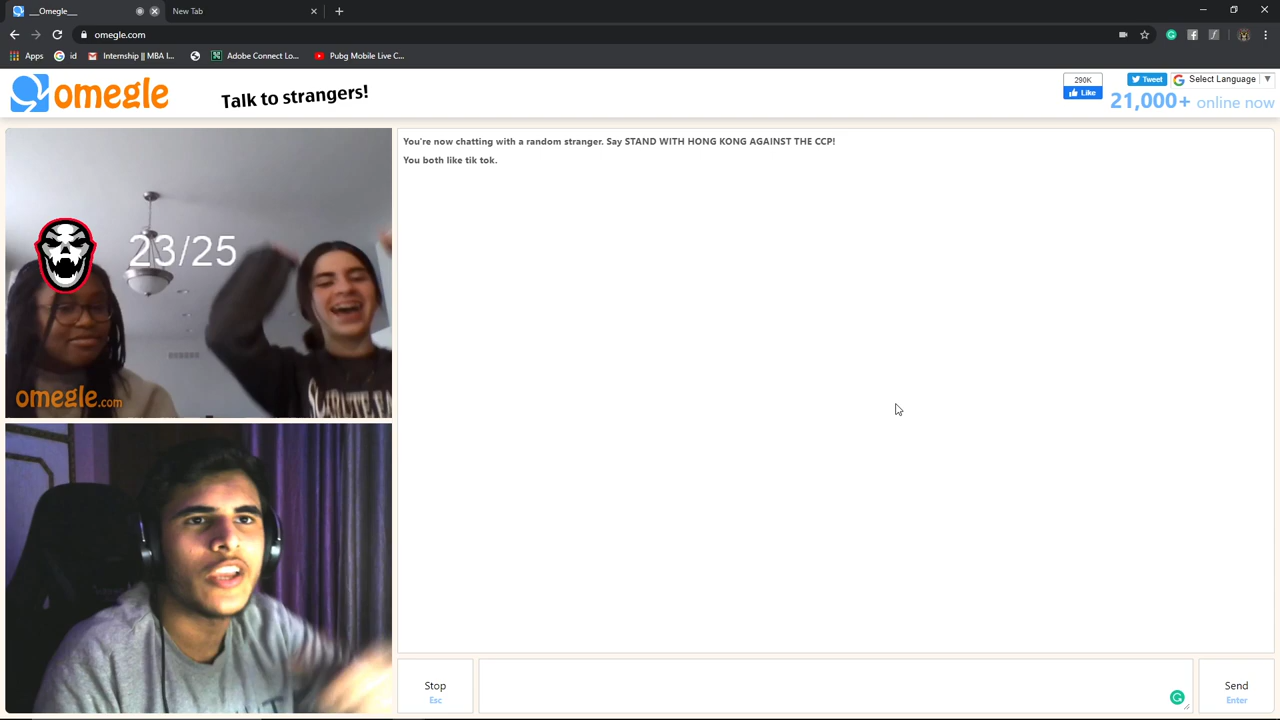 __Omegle__
New Tab
omegle.com
Apps
id
Internship || MBA I...
Adobe Connect Lo...
Pubg Mobile Live C...
omegle
Talk to strangers!
290K
Like
Tweet
Select Language
21,000+ online now
You're now chatting with a random stranger. Say STAND WITH HONG KONG AGAINST THE CCP!
You both like tik tok.
23/25
omegle.com
Stop
Esc
Send
Enter